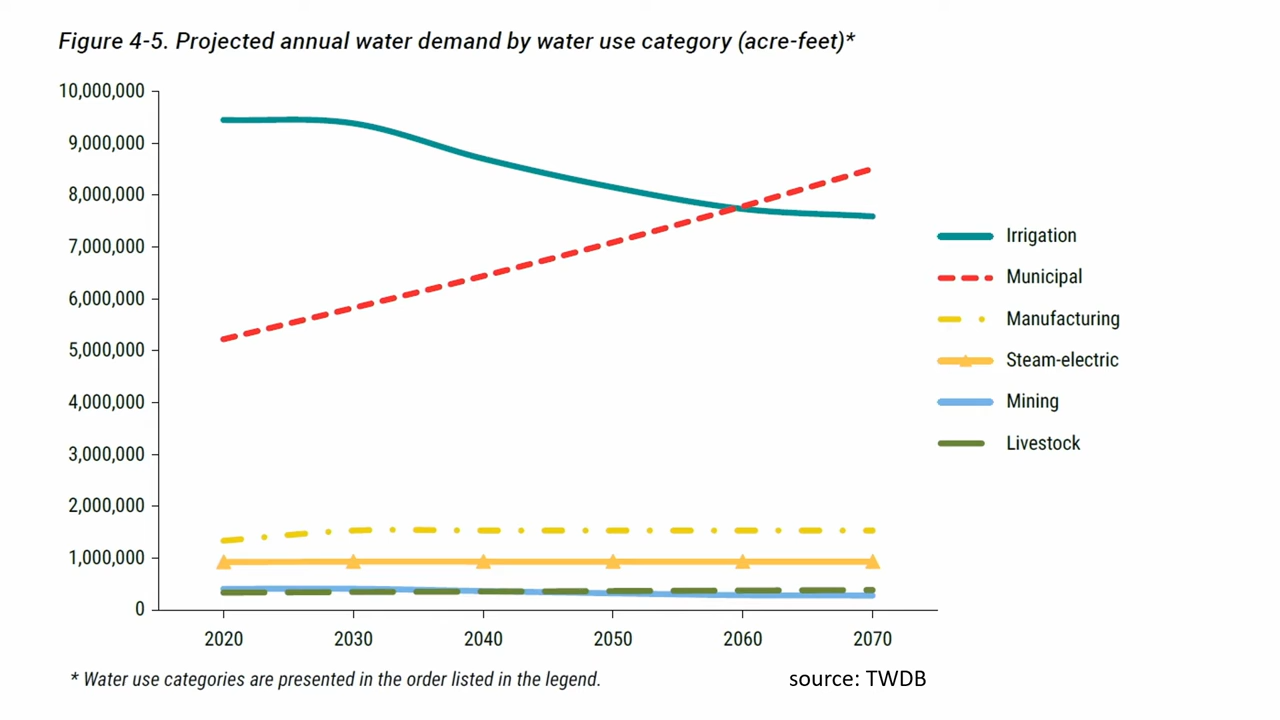 Figure 4-5. Projected annual water demand by water use category (acre-feet)*
10,000,000
9,000,000
8,000,000
7,000,000
6,000,000
5,000,000
4,000,000
3,000,000
2,000,000
1,000,000
0
2020 2030 2040 2050 2060 2070
Irrigation
Municipal
Manufacturing
Steam-electric
Mining
Livestock
* Water use categories are presented in the order listed in the legend.
source: TWDB